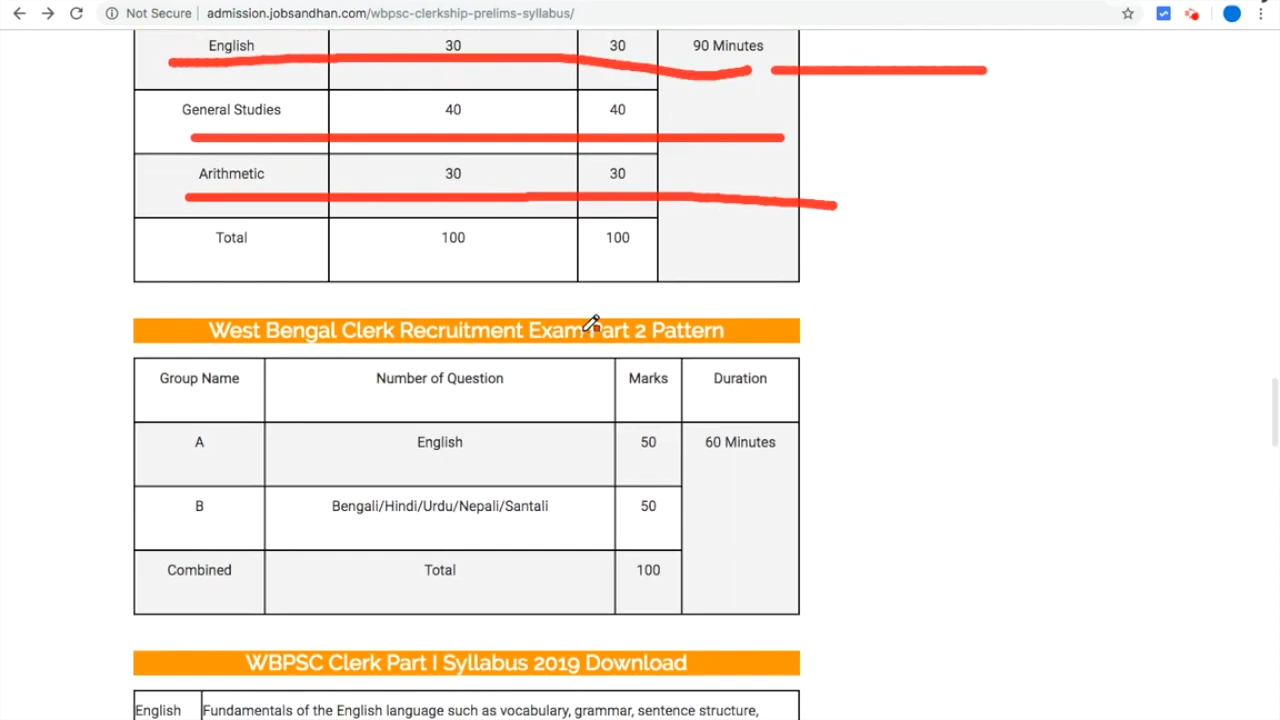 Not Secure admission.jobsandhan.com/wbpsc-clerkship-prelims-syllabus/
English 30 30 90 Minutes
General Studies 40 40
Arithmetic 30 30
Total 100 100
West Bengal Clerk Recruitment Exam Part 2 Pattern
Group Name Number of Question Marks Duration
A English 50 60 Minutes
B Bengali/Hindi/Urdu/Nepali/Santali 50
Combined Total 100
WBPSC Clerk Part I Syllabus 2019 Download
English Fundamentals of the English language such as vocabulary, grammar, sentence structure,